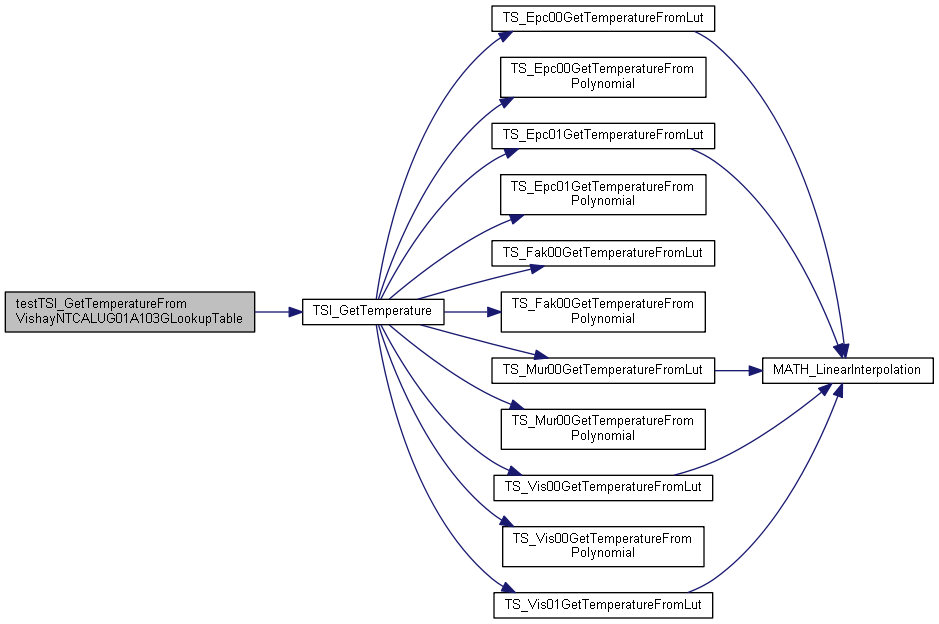 testTSI_GetTemperatureFrom
VishayNTCALUG01A103GLookupTable
TSI_GetTemperature
TS_Epc00GetTemperatureFromLut
TS_Epc00GetTemperatureFrom
Polynomial
TS_Epc01GetTemperatureFromLut
TS_Epc01GetTemperatureFrom
Polynomial
TS_Fak00GetTemperatureFromLut
TS_Fak00GetTemperatureFrom
Polynomial
TS_Mur00GetTemperatureFromLut
TS_Mur00GetTemperatureFrom
Polynomial
TS_Vis00GetTemperatureFromLut
TS_Vis00GetTemperatureFrom
Polynomial
TS_Vis01GetTemperatureFromLut
MATH_LinearInterpolation